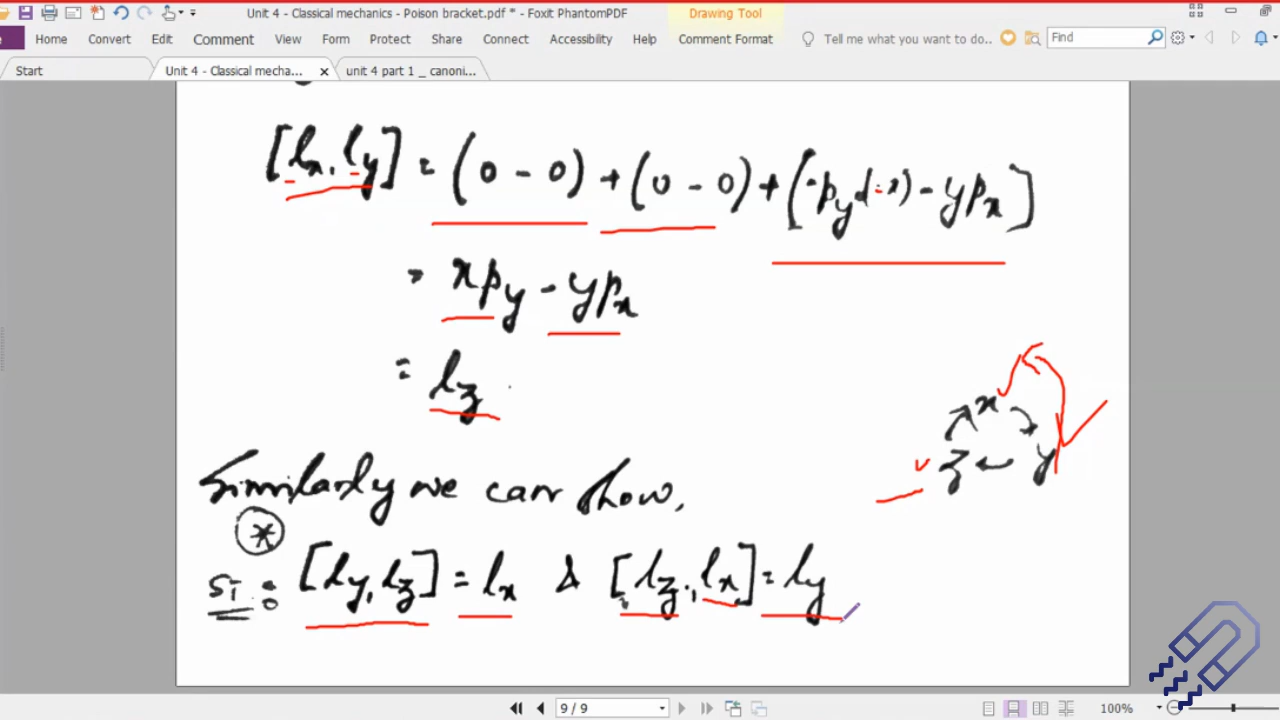 Unit 4 - Classical mechanics - Poison bracket.pdf * - Foxit PhantomPDF
Drawing Tool
Home Convert Edit Comment View Form Protect Share Connect Accessibility Help Comment Format Tell me what you want to do.. Find
Start Unit 4 - Classical mecha... unit 4 part 1 _ canoni...
[lx, ly] = (0 - 0) + (0 - 0) + [-py(-x) - ypx]
= xpy - ypx
= lz
x
z y
Similarly we can show,
*
SI: [ly, lz] = lx & [lz, lx] = ly
9 / 9 100%